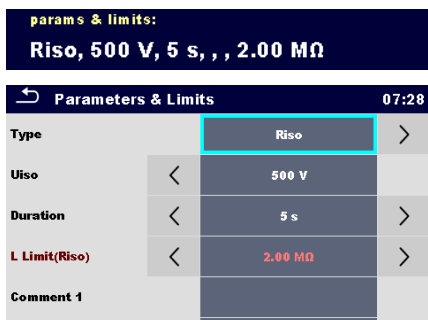 params & limits:
Riso, 500 V, 5 s, , , 2.00 MΩ
Parameters & Limits 07:28
Type Riso
Uiso 500 V
Duration 5 s
L Limit(Riso) 2.00 MΩ
Comment 1